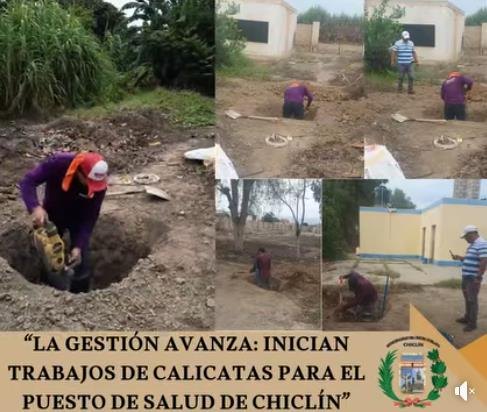 “LA GESTIÓN AVANZA: INICIAN
TRABAJOS DE CALICATAS PARA EL
PUESTO DE SALUD DE CHICLÍN”
CHICLÍN